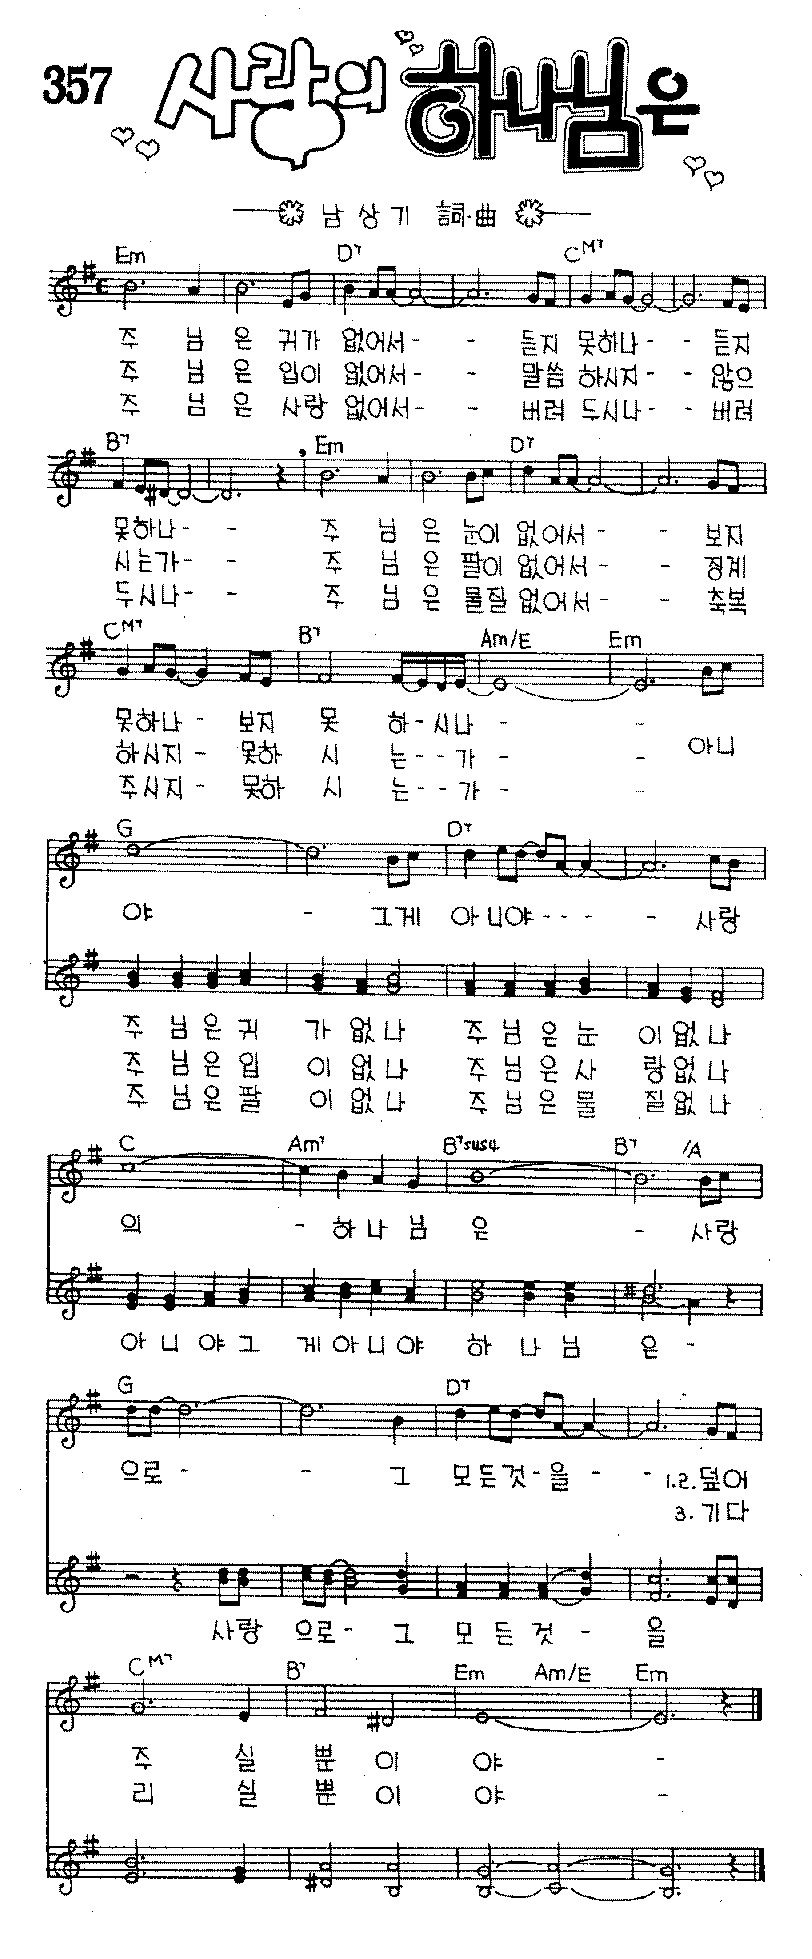 357 사랑의 하나님은
남상기 詞·曲
Em D7 CM7
주 님 은 귀가 없어서- - 듣지 못하나- - 듣지
주 님 은 입이 없어서- - 말씀 하시지- - 않으
주 님 은 사랑 없어서- - 버려 두시나- - 버려
B7 Em D7
못하나- - 주 님 은 눈이 없어서- - 보지
시는가- - 주 님 은 팔이 없어서- - 징계
두시나- - 주 님 은 물질 없어서- - 축복
CM7 B7 Am/E Em
못하나- 보지 못 하-시나 - -
하시지- 못하 시 는--가 - - 아니
주시지- 못하 시 는--가 - -
G D7
야 - 그게 아니야--- - 사랑
주 님 은 귀 가 없 나 주 님 은 눈 이 없 나
주 님 은 입 이 없 나 주 님 은 사 랑 없 나
주 님 은 팔 이 없 나 주 님 은 물 질 없 나
C Am7 B7sus4 B7 /A
의 - 하 나 님 은 - 사랑
아 니 야 그 게 아 니 야 하 나 님 은 -
G D7
으로- - 그 모든것-을 - - 1.2.덮어
3.기다
사랑 으로- 그 모 든 것 - 을
CM7 B7 Em Am/E Em
주 실 뿐 이 야 -
리 실 뿐 이 야 -